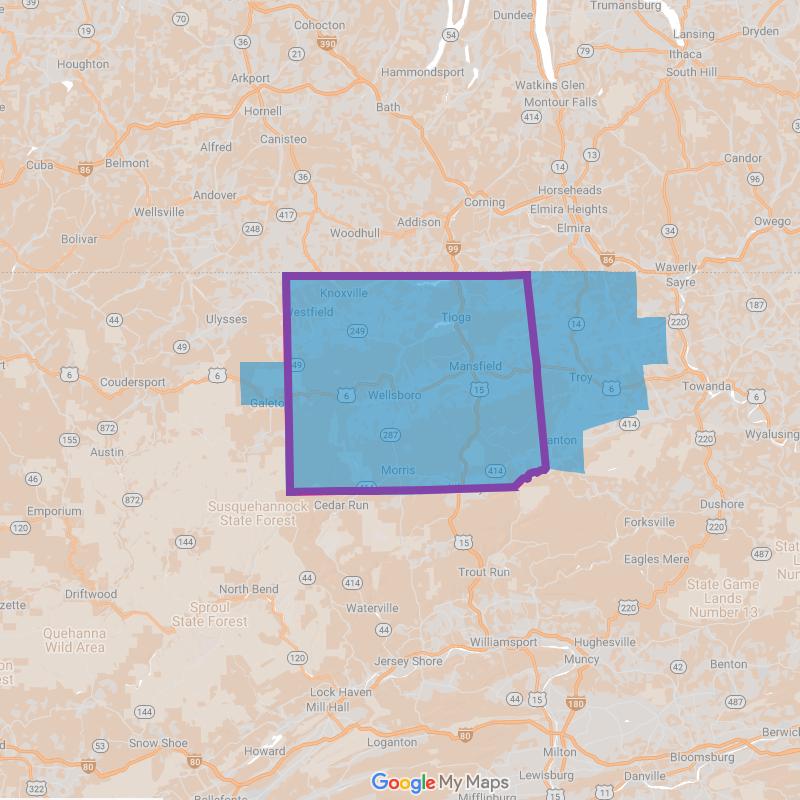 Dundee
Trumansburg
Cohocton
70
19
54
Lansing
Dryden
36
390
21
79
Ithaca
Houghton
Hammondsport
South Hill
Arkport
Watkins Glen
Montour Falls
Bath
Hornell
414
Canisteo
Alfred
13
Candor
Cuba
86
Belmont
14
36
96
Andover
Horseheads
Corning
Wellsville
417
Elmira Heights
Addison
Owego
248
Woodhull
Elmira
34
Bolivar
99
86
Waverly
Sayre
Knoxville
187
Westfield
Tioga
44
Ulysses
249
14
220
49
49
Mansfield
6
6
Troy
Coudersport
15
6
Towanda
6
Wellsboro
6
Galeton
872
414
155
287
anton
220
Wyalusing
Austin
Morris
414
46
414
872
Cedar Run
Dushore
Susquehannock
State Forest
Emporium
120
Forksville
220
144
15
487
Eagles Mere
44
Trout Run
414
North Bend
State Game
Lands
Number 13
Driftwood
Sproul
State Forest
Waterville
220
44
Quehanna
Wild Area
Williamsport
Hughesville
120
Muncy
Jersey Shore
42
Benton
Lock Haven
44
15
Mill Hall
487
144
180
53
Snow Shoe
Loganton
80
Berwick
Howard
80
80
Milton
Bloomsburg
322
Google My Maps
Lewisburg
Danville
15
11
Bellefonte
Mifflinburg